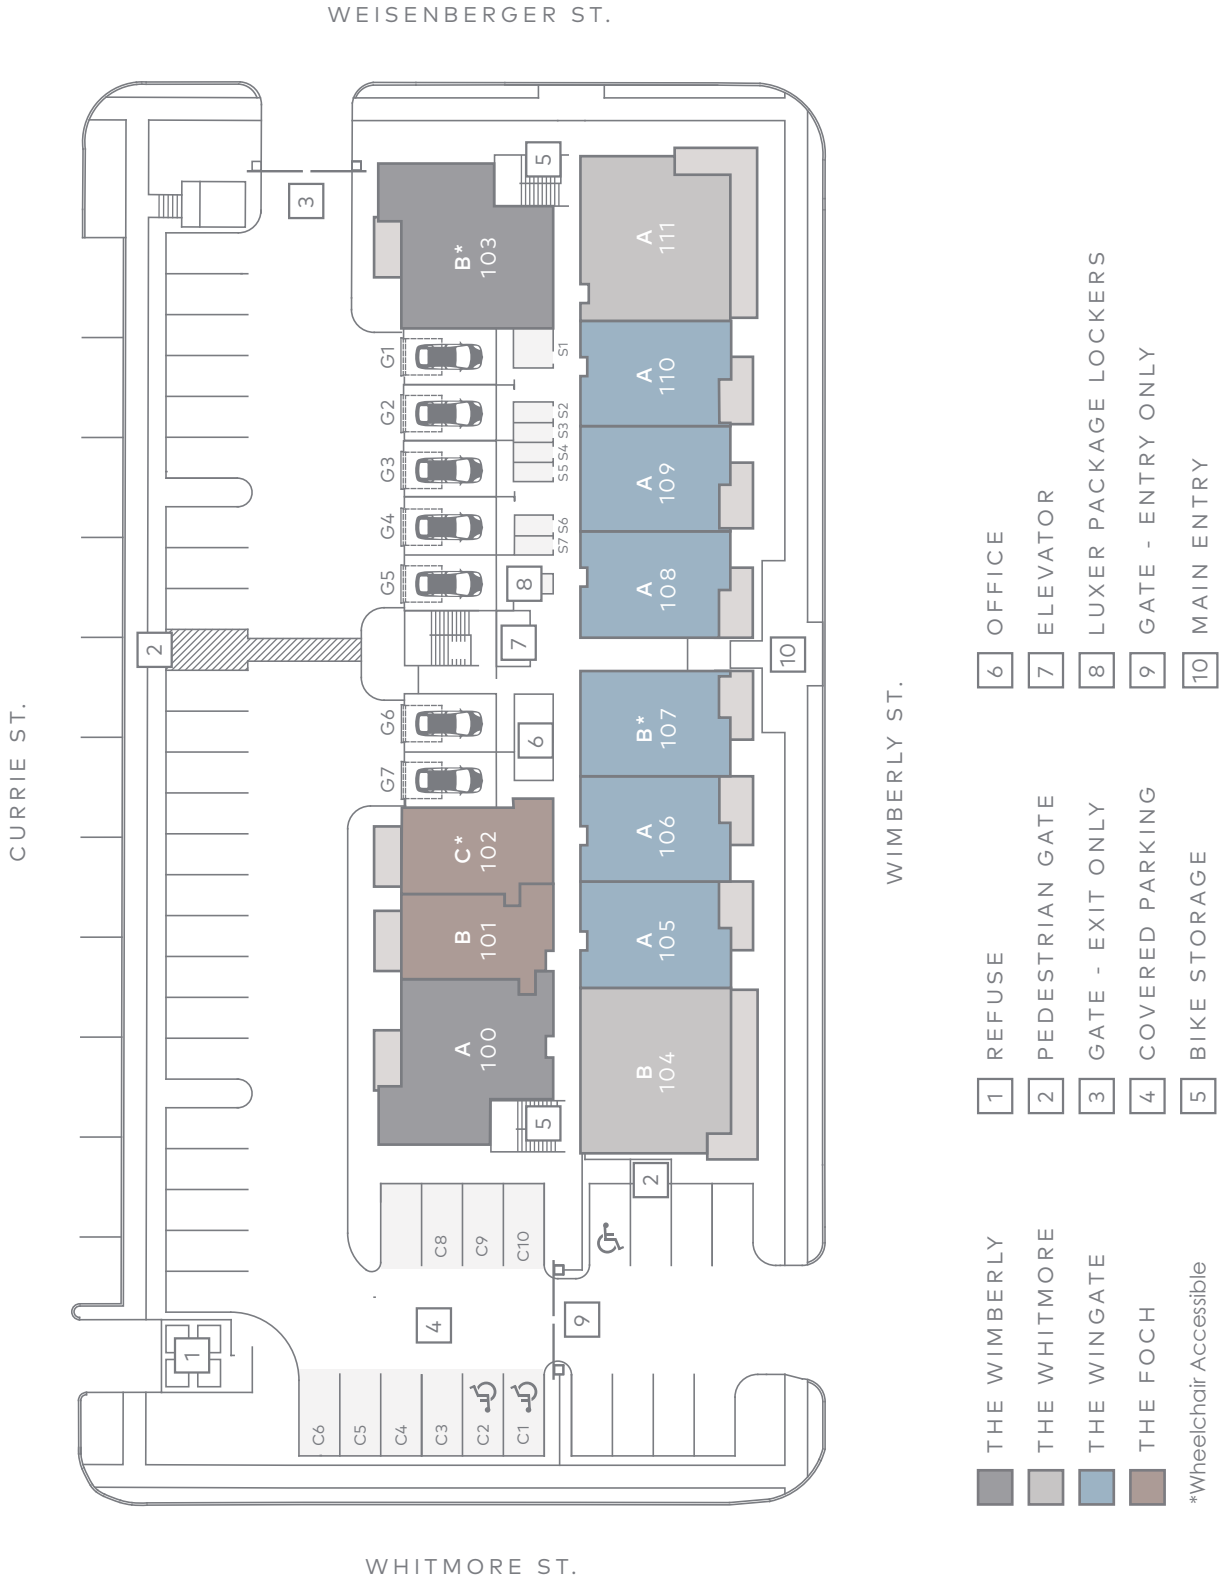 WEISENBERGER ST.
CURRIE ST.
WIMBERLY ST.
WHITMORE ST.
3
5
B*
103
A
111
G1
S1
A
110
G2
S2
S3
G3
S4
S5
A
109
G4
S6
S7
G5
8
A
108
2
7
10
G6
6
B*
107
G7
C*
102
A
106
B
101
A
105
A
100
B
104
5
2
C8
C9
C10
4
9
1
C6
C5
C4
C3
C2
C1
THE WIMBERLY
THE WHITMORE
THE WINGATE
THE FOCH
*Wheelchair Accessible
1 REFUSE
2 PEDESTRIAN GATE
3 GATE - EXIT ONLY
4 COVERED PARKING
5 BIKE STORAGE
6 OFFICE
7 ELEVATOR
8 LUXER PACKAGE LOCKERS
9 GATE - ENTRY ONLY
10 MAIN ENTRY